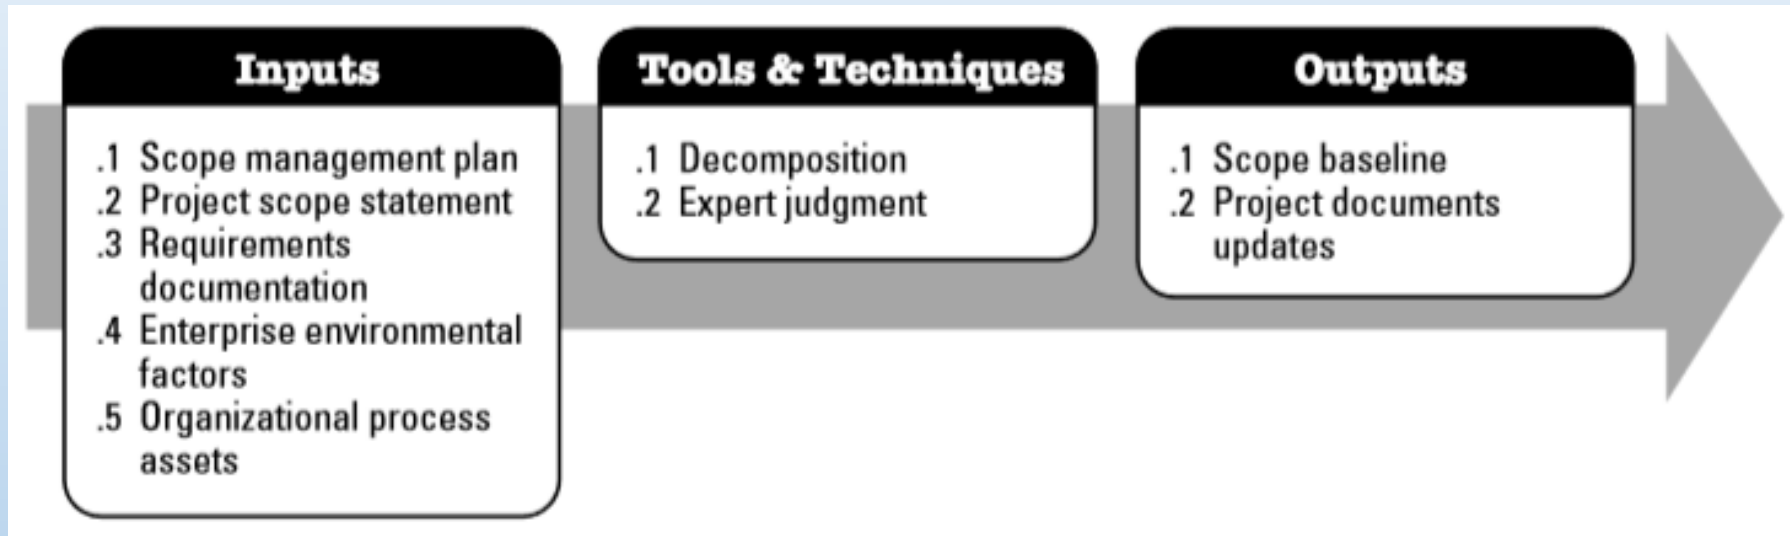 Inputs
.1 Scope management plan
.2 Project scope statement
.3 Requirements
documentation
.4 Enterprise environmental
factors
.5 Organizational process
assets
Tools & Techniques
.1 Decomposition
.2 Expert judgment
Outputs
.1 Scope baseline
.2 Project documents
updates